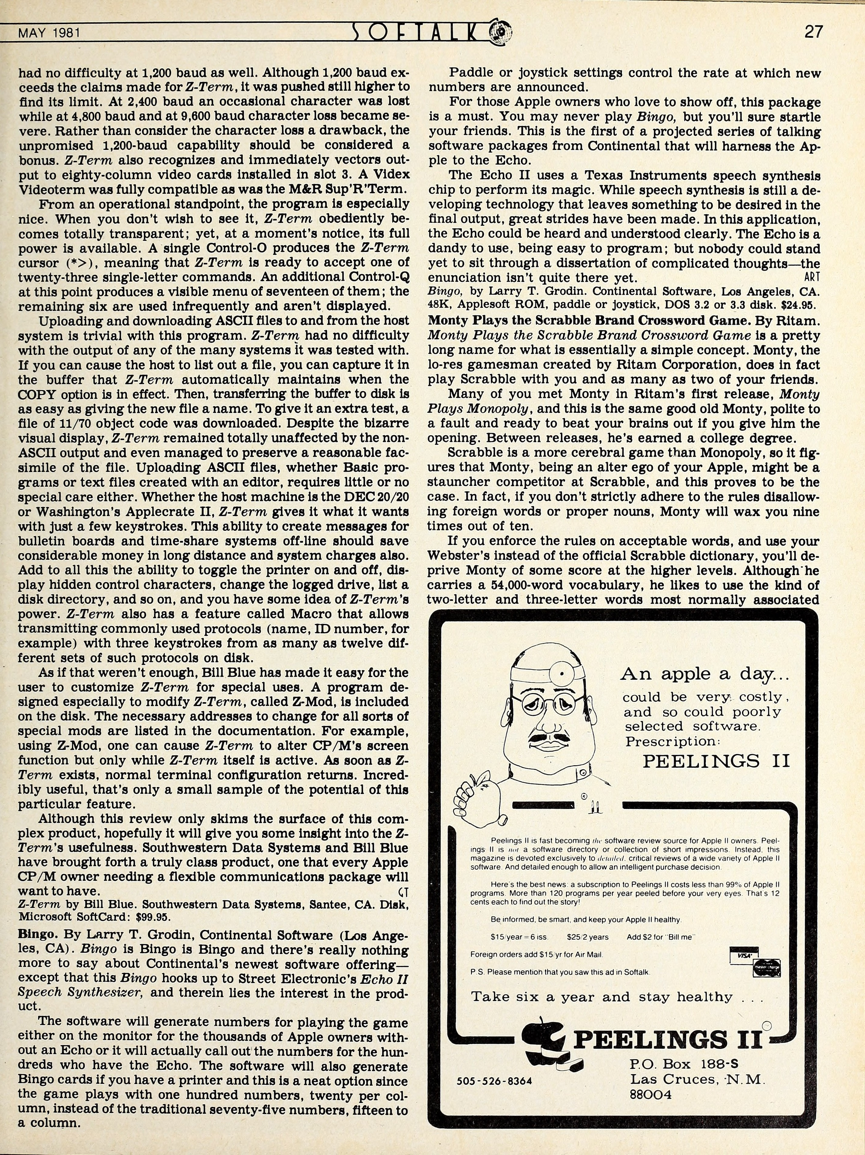 MAY 1981
SOFTALK
27
had no difficulty at 1,200 baud as well. Although 1,200 baud ex-
ceeds the claims made for Z-Term, it was pushed still higher to
find its limit. At 2,400 baud an occasional character was lost
while at 4,800 baud and at 9,600 baud character loss became se-
vere. Rather than consider the character loss a drawback, the
unpromised 1,200-baud capability should be considered a
bonus. Z-Term also recognizes and immediately vectors out-
put to eighty-column video cards installed in slot 3. A Videx
Videoterm was fully compatible as was the M&R Sup'R'Term.
From an operational standpoint, the program is especially
nice. When you don't wish to see it, Z-Term obediently be-
comes totally transparent; yet, at a moment's notice, its full
power is available. A single Control-O produces the Z-Term
cursor (*>), meaning that Z-Term is ready to accept one of
twenty-three single-letter commands. An additional Control-Q
at this point produces a visible menu of seventeen of them; the
remaining six are used infrequently and aren't displayed.
Uploading and downloading ASCII files to and from the host
system is trivial with this program. Z-Term had no difficulty
with the output of any of the many systems it was tested with.
If you can cause the host to list out a file, you can capture it in
the buffer that Z-Term automatically maintains when the
COPY option is in effect. Then, transferring the buffer to disk is
as easy as giving the new file a name. To give it an extra test, a
file of 11/70 object code was downloaded. Despite the bizarre
visual display, Z-Term remained totally unaffected by the non-
ASCII output and even managed to preserve a reasonable fac-
simile of the file. Uploading ASCII files, whether Basic pro-
grams or text files created with an editor, requires little or no
special care either. Whether the host machine is the DEC 20/20
or Washington's Applecrate II, Z-Term gives it what it wants
with just a few keystrokes. This ability to create messages for
bulletin boards and time-share systems off-line should save
considerable money in long distance and system charges also.
Add to all this the ability to toggle the printer on and off, dis-
play hidden control characters, change the logged drive, list a
disk directory, and so on, and you have some idea of Z-Term's
power. Z-Term also has a feature called Macro that allows
transmitting commonly used protocols (name, ID number, for
example) with three keystrokes from as many as twelve dif-
ferent sets of such protocols on disk.
As if that weren't enough, Bill Blue has made it easy for the
user to customize Z-Term for special uses. A program de-
signed especially to modify Z-Term, called Z-Mod, is included
on the disk. The necessary addresses to change for all sorts of
special mods are listed in the documentation. For example,
using Z-Mod, one can cause Z-Term to alter CP/M's screen
function but only while Z-Term itself is active. As soon as Z-
Term exists, normal terminal configuration returns. Incred-
ibly useful, that's only a small sample of the potential of this
particular feature.
Although this review only skims the surface of this com-
plex product, hopefully it will give you some insight into the Z-
Term's usefulness. Southwestern Data Systems and Bill Blue
have brought forth a truly class product, one that every Apple
CP/M owner needing a flexible communications package will
want to have. CT
Z-Term by Bill Blue. Southwestern Data Systems, Santee, CA. Disk,
Microsoft SoftCard: $99.95.
Bingo. By Larry T. Grodin, Continental Software (Los Ange-
les, CA). Bingo is Bingo is Bingo and there's really nothing
more to say about Continental's newest software offering—
except that this Bingo hooks up to Street Electronic's Echo II
Speech Synthesizer, and therein lies the interest in the prod-
uct.
The software will generate numbers for playing the game
either on the monitor for the thousands of Apple owners with-
out an Echo or it will actually call out the numbers for the hun-
dreds who have the Echo. The software will also generate
Bingo cards if you have a printer and this is a neat option since
the game plays with one hundred numbers, twenty per col-
umn, instead of the traditional seventy-five numbers, fifteen to
a column.
Paddle or joystick settings control the rate at which new
numbers are announced.
For those Apple owners who love to show off, this package
is a must. You may never play Bingo, but you'll sure startle
your friends. This is the first of a projected series of talking
software packages from Continental that will harness the Ap-
ple to the Echo.
The Echo II uses a Texas Instruments speech synthesis
chip to perform its magic. While speech synthesis is still a de-
veloping technology that leaves something to be desired in the
final output, great strides have been made. In this application,
the Echo could be heard and understood clearly. The Echo is a
dandy to use, being easy to program; but nobody could stand
yet to sit through a dissertation of complicated thoughts—the
enunciation isn't quite there yet. ART
Bingo, by Larry T. Grodin. Continental Software, Los Angeles, CA.
48K, Applesoft ROM, paddle or joystick, DOS 3.2 or 3.3 disk. $24.95.
Monty Plays the Scrabble Brand Crossword Game. By Ritam.
Monty Plays the Scrabble Brand Crossword Game is a pretty
long name for what is essentially a simple concept. Monty, the
lo-res gamesman created by Ritam Corporation, does in fact
play Scrabble with you and as many as two of your friends.
Many of you met Monty in Ritam's first release, Monty
Plays Monopoly, and this is the same good old Monty, polite to
a fault and ready to beat your brains out if you give him the
opening. Between releases, he's earned a college degree.
Scrabble is a more cerebral game than Monopoly, so it fig-
ures that Monty, being an alter ego of your Apple, might be a
stauncher competitor at Scrabble, and this proves to be the
case. In fact, if you don't strictly adhere to the rules disallow-
ing foreign words or proper nouns, Monty will wax you nine
times out of ten.
If you enforce the rules on acceptable words, and use your
Webster's instead of the official Scrabble dictionary, you'll de-
prive Monty of some score at the higher levels. Although he
carries a 54,000-word vocabulary, he likes to use the kind of
two-letter and three-letter words most normally associated
An apple a day...
could be very costly,
and so could poorly
selected software.
Prescription:
PEELINGS II
Peelings II is fast becoming the software review source for Apple II owners. Peel-
ings II is not a software directory or collection of short impressions. Instead, this
magazine is devoted exclusively to detailed, critical reviews of a wide variety of Apple II
software. And detailed enough to allow an intelligent purchase decision.
Here's the best news: a subscription to Peelings II costs less than 99% of Apple II
programs. More than 120 programs per year peeled before your very eyes. That's 12
cents each to find out the story!
Be informed, be smart, and keep your Apple II healthy.
$15/year=6 iss. $25/2 years Add $2 for "Bill me"
Foreign orders add $15/yr for Air Mail.
VISA
P.S. Please mention that you saw this ad in Softalk.
Take six a year and stay healthy ...
PEELINGS II
P.O. Box 188-S
505-526-8364
Las Cruces, N.M.
88004